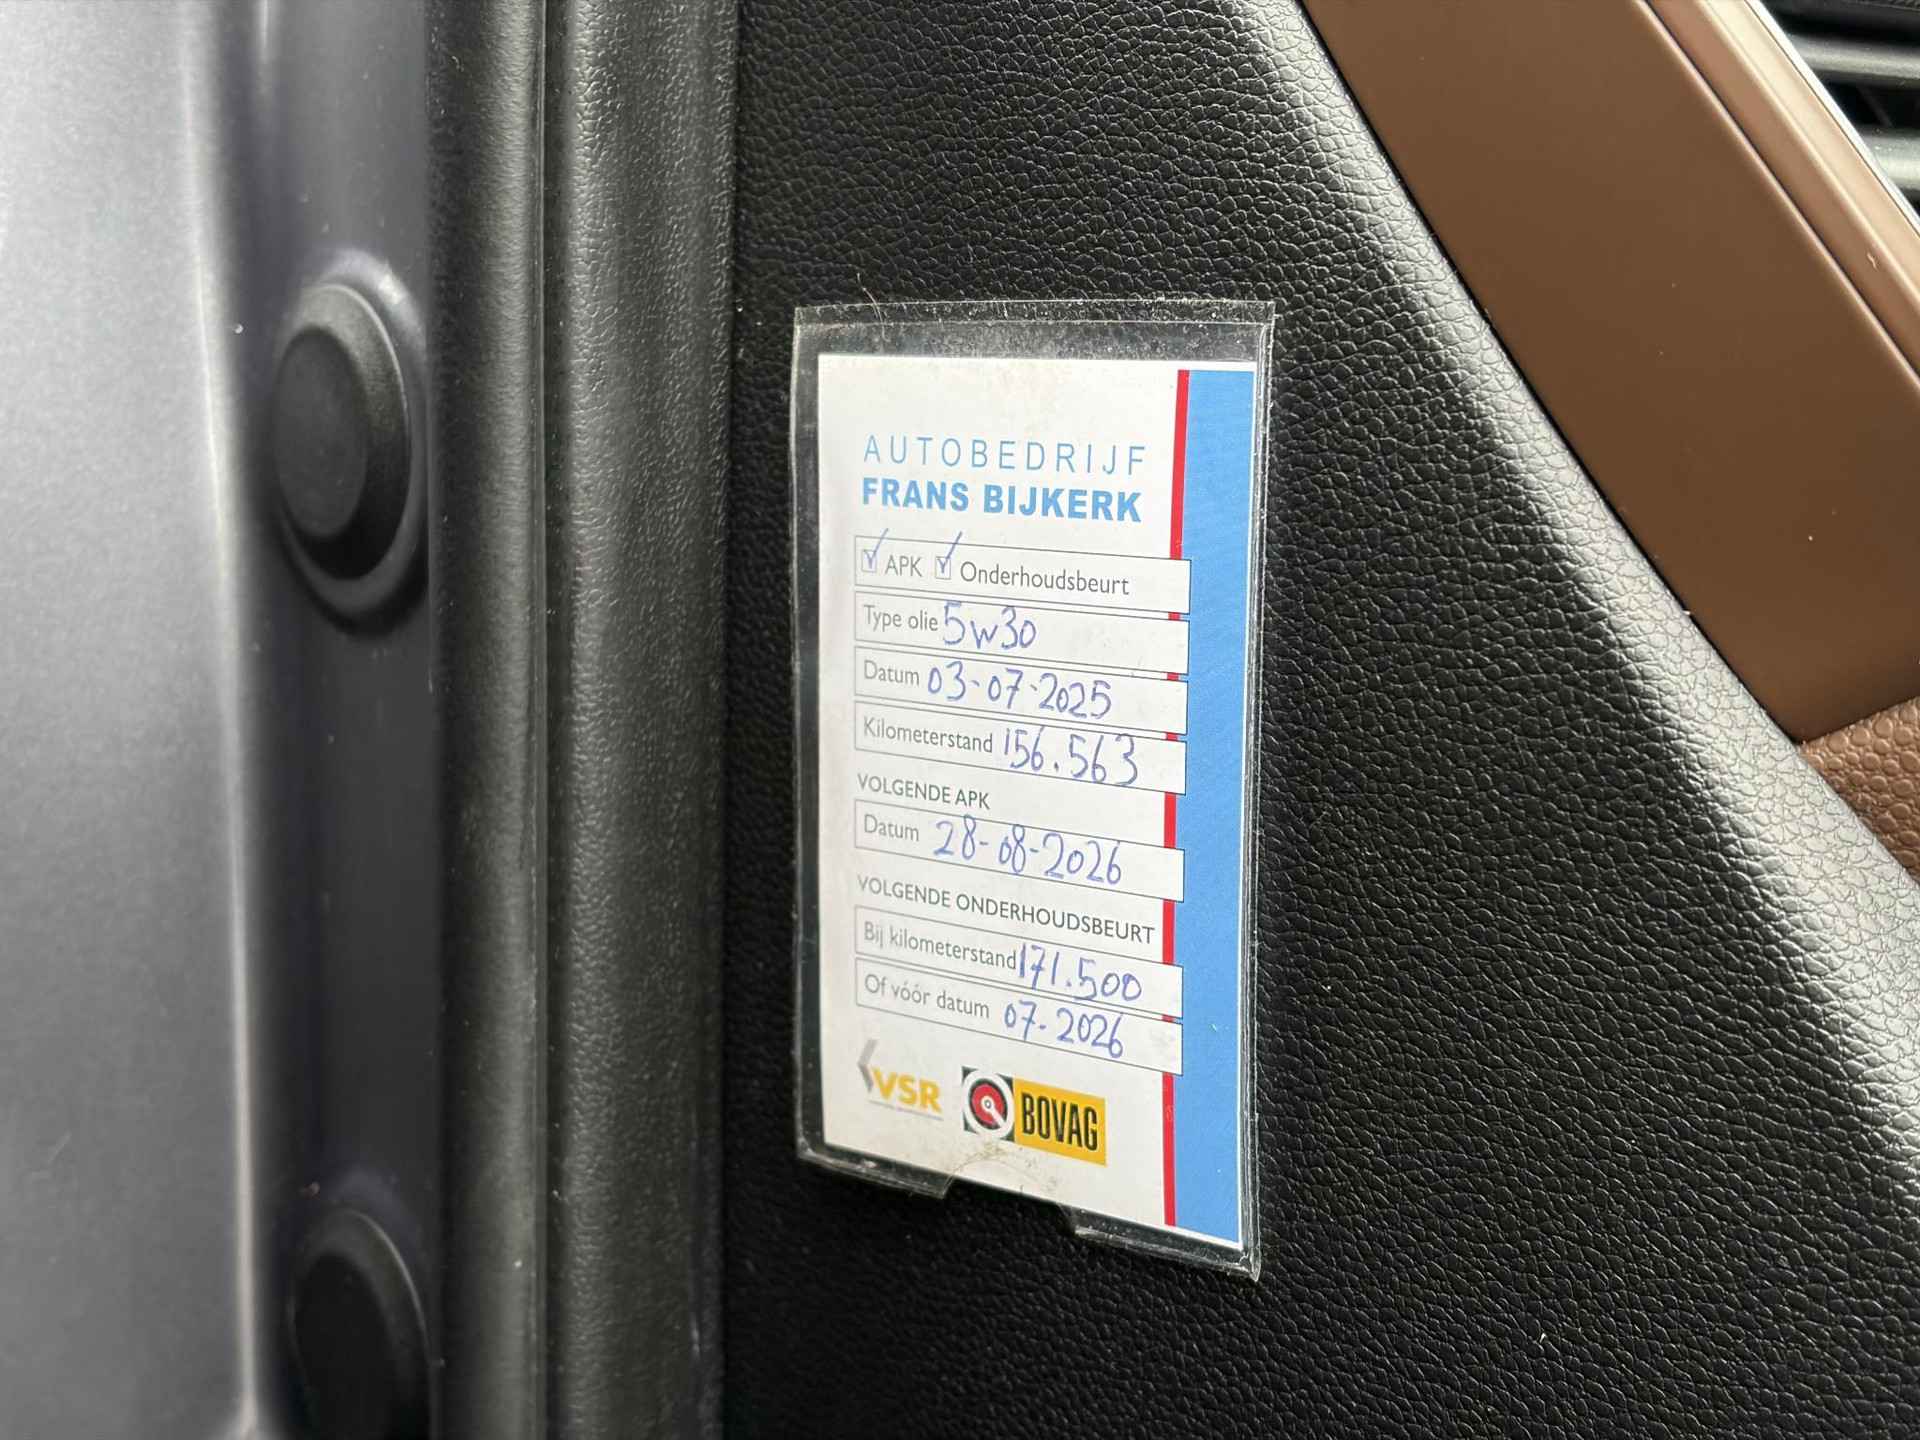 AUTOBEDRIJF
FRANS BIJKERK
APK Onderhoudsbeurt
Type olie 5w30
Datum 03-07-2025
Kilometerstand 156.563
VOLGENDE APK
Datum 28-08-2026
VOLGENDE ONDERHOUDSBEURT
Bij kilometerstand 171.500
Of vóór datum 07-2026
VSR BOVAG